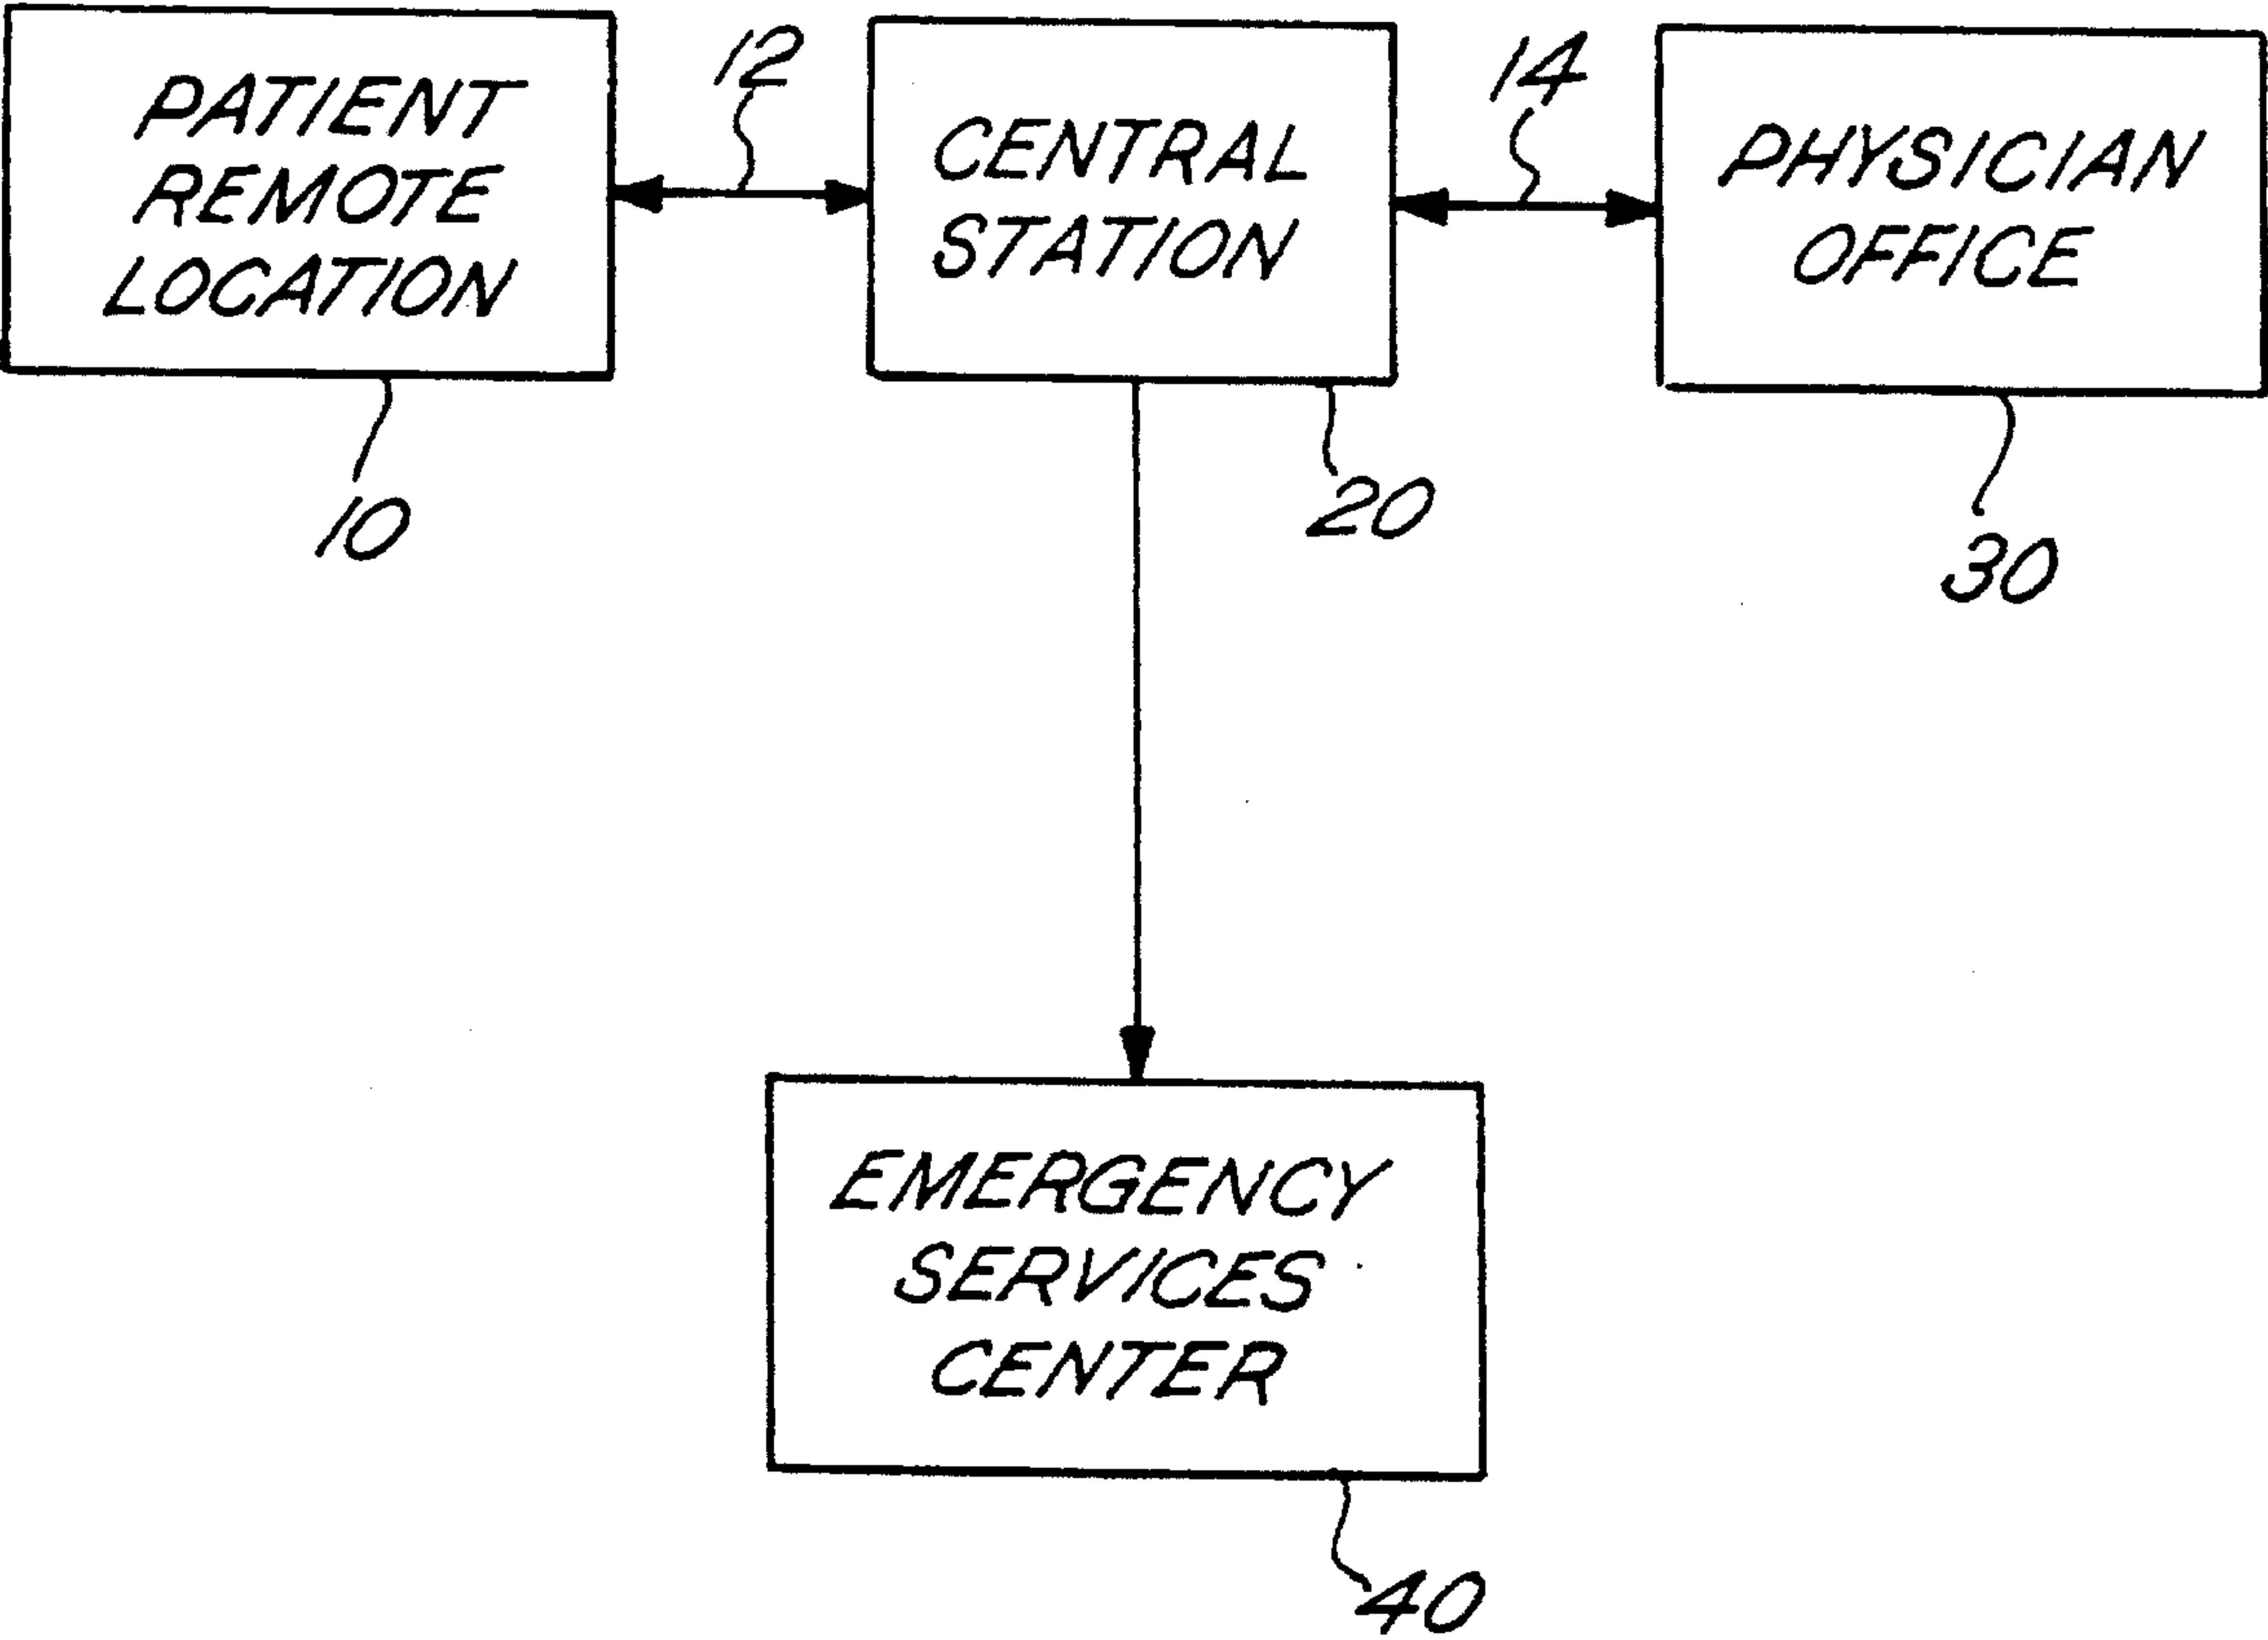 PATIENT
REMOTE
LOCATION
12
CENTRAL
STATION
14
PHYSICIAN
OFFICE
10
20
30
EMERGENCY
SERVICES
CENTER
40